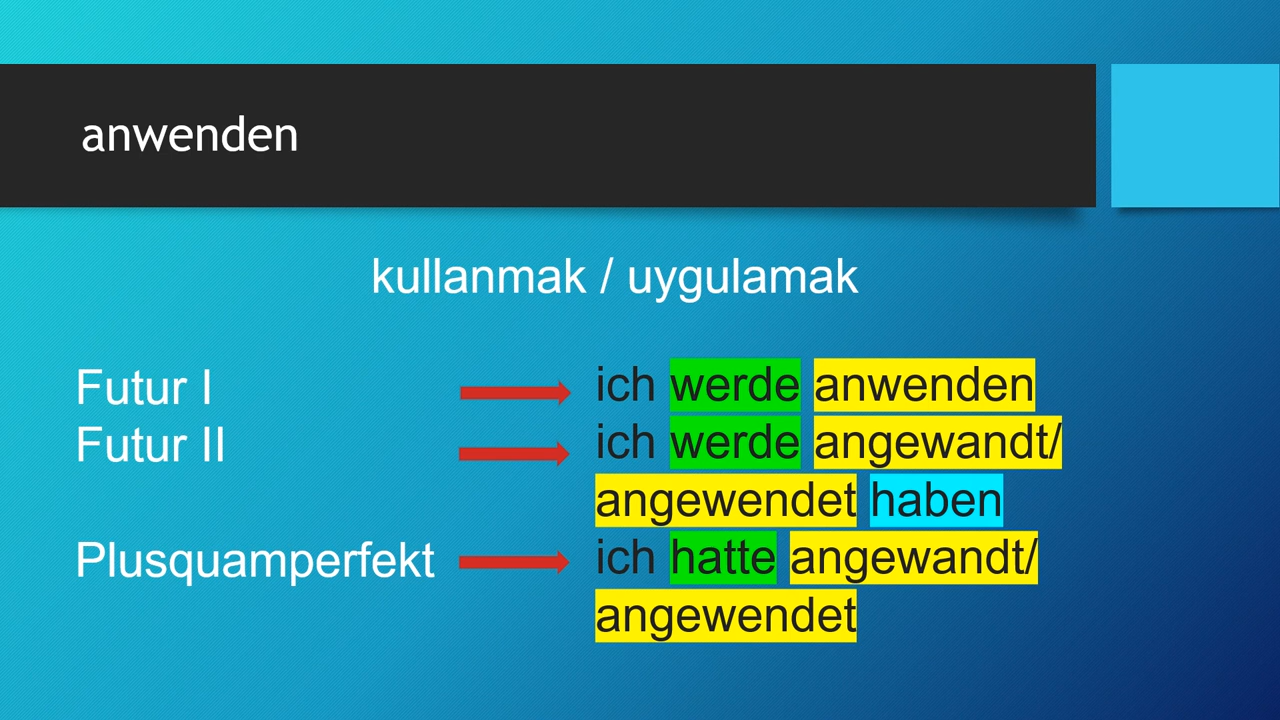 anwenden
kullanmak / uygulamak
Futur I ich werde anwenden
Futur II ich werde angewandt/
angewendet haben
Plusquamperfekt ich hatte angewandt/
angewendet